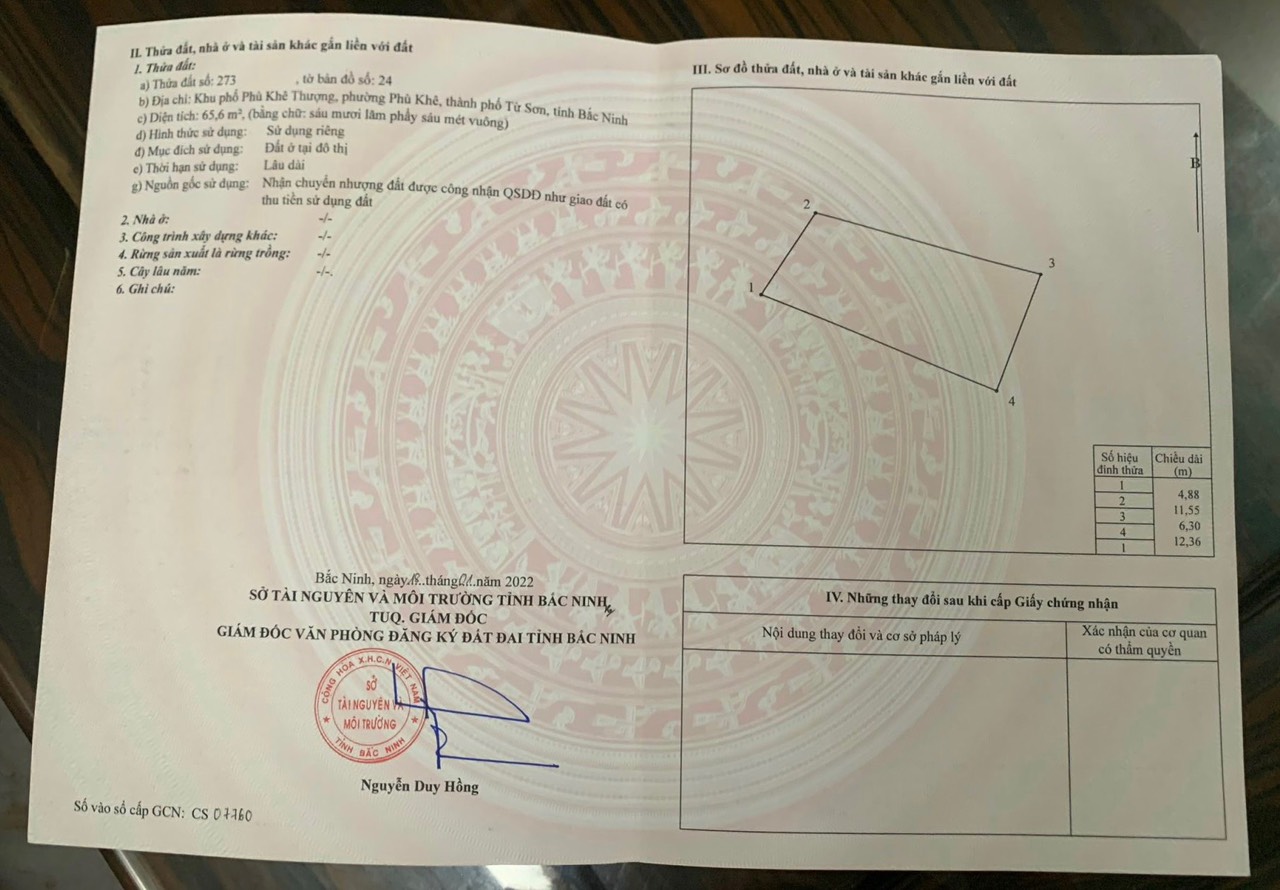 II. Thửa đất, nhà ở và tài sản khác gắn liền với đất
1. Thửa đất:
a) Thửa đất số: 273 , tờ bản đồ số: 24
b) Địa chỉ: Khu phố Phù Khê Thượng, phường Phù Khê, thành phố Từ Sơn, tỉnh Bắc Ninh
c) Diện tích: 65,6 m², (bằng chữ: sáu mươi lăm phẩy sáu mét vuông)
d) Hình thức sử dụng: Sử dụng riêng
đ) Mục đích sử dụng: Đất ở tại đô thị
e) Thời hạn sử dụng: Lâu dài
g) Nguồn gốc sử dụng: Nhận chuyển nhượng đất được công nhận QSDĐ như giao đất có
thu tiền sử dụng đất
2. Nhà ở: -/-
3. Công trình xây dựng khác: -/-
4. Rừng sản xuất là rừng trồng: -/-
5. Cây lâu năm: -/-.
6. Ghi chú:
Bắc Ninh, ngày..tháng..năm 2022
SỞ TÀI NGUYÊN VÀ MÔI TRƯỜNG TỈNH BẮC NINH
TUQ. GIÁM ĐỐC
GIÁM ĐỐC VĂN PHÒNG ĐĂNG KÝ ĐẤT ĐAI TỈNH BẮC NINH
CỘNG HÒA X.H.C.N VIỆT NAM
SỞ
TÀI NGUYÊN VÀ
MÔI TRƯỜNG
TỈNH BẮC NINH
Nguyễn Duy Hồng
Số vào sổ cấp GCN: CS 07760
III. Sơ đồ thửa đất, nhà ở và tài sản khác gắn liền với đất
B
2
3
1
4
Số hiệu đỉnh thửa Chiều dài (m)
1
4,88
2
11,55
3
6,30
4
12,36
1
IV. Những thay đổi sau khi cấp Giấy chứng nhận
Nội dung thay đổi và cơ sở pháp lý
Xác nhận của cơ quan
có thẩm quyền